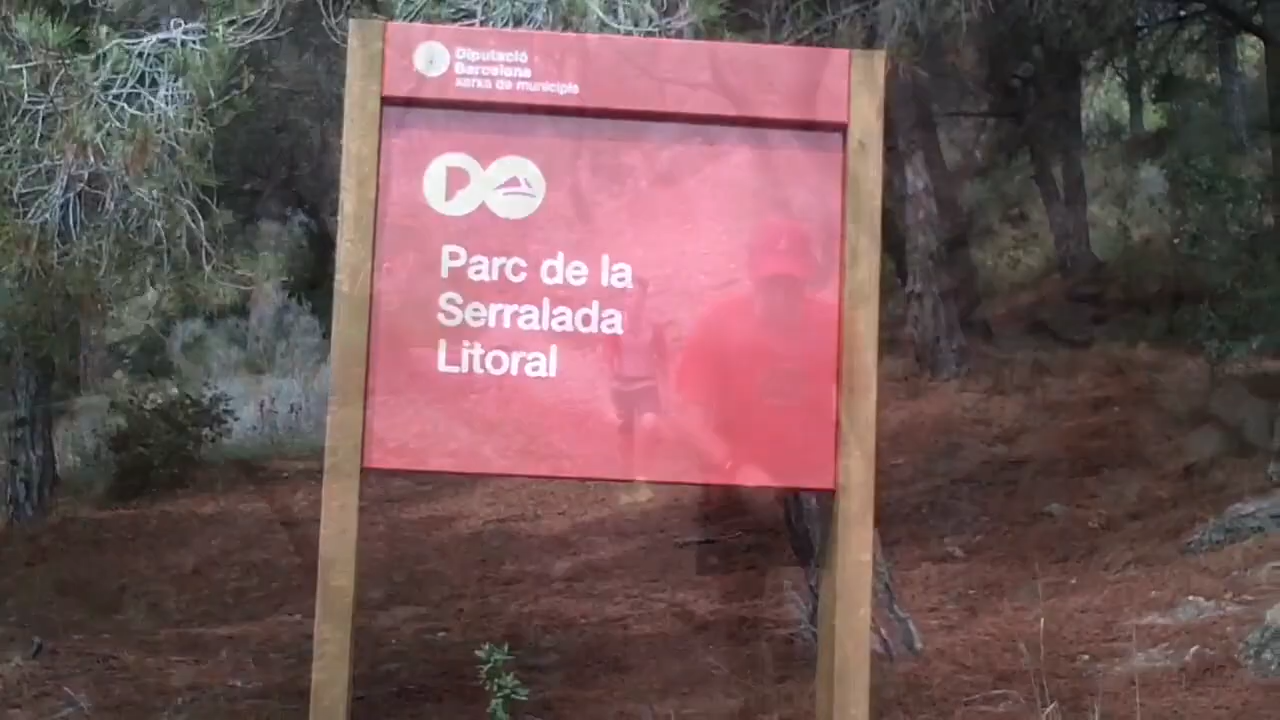 Diputació
Barcelona
xarxa de municipis
Parc de la
Serralada
Litoral